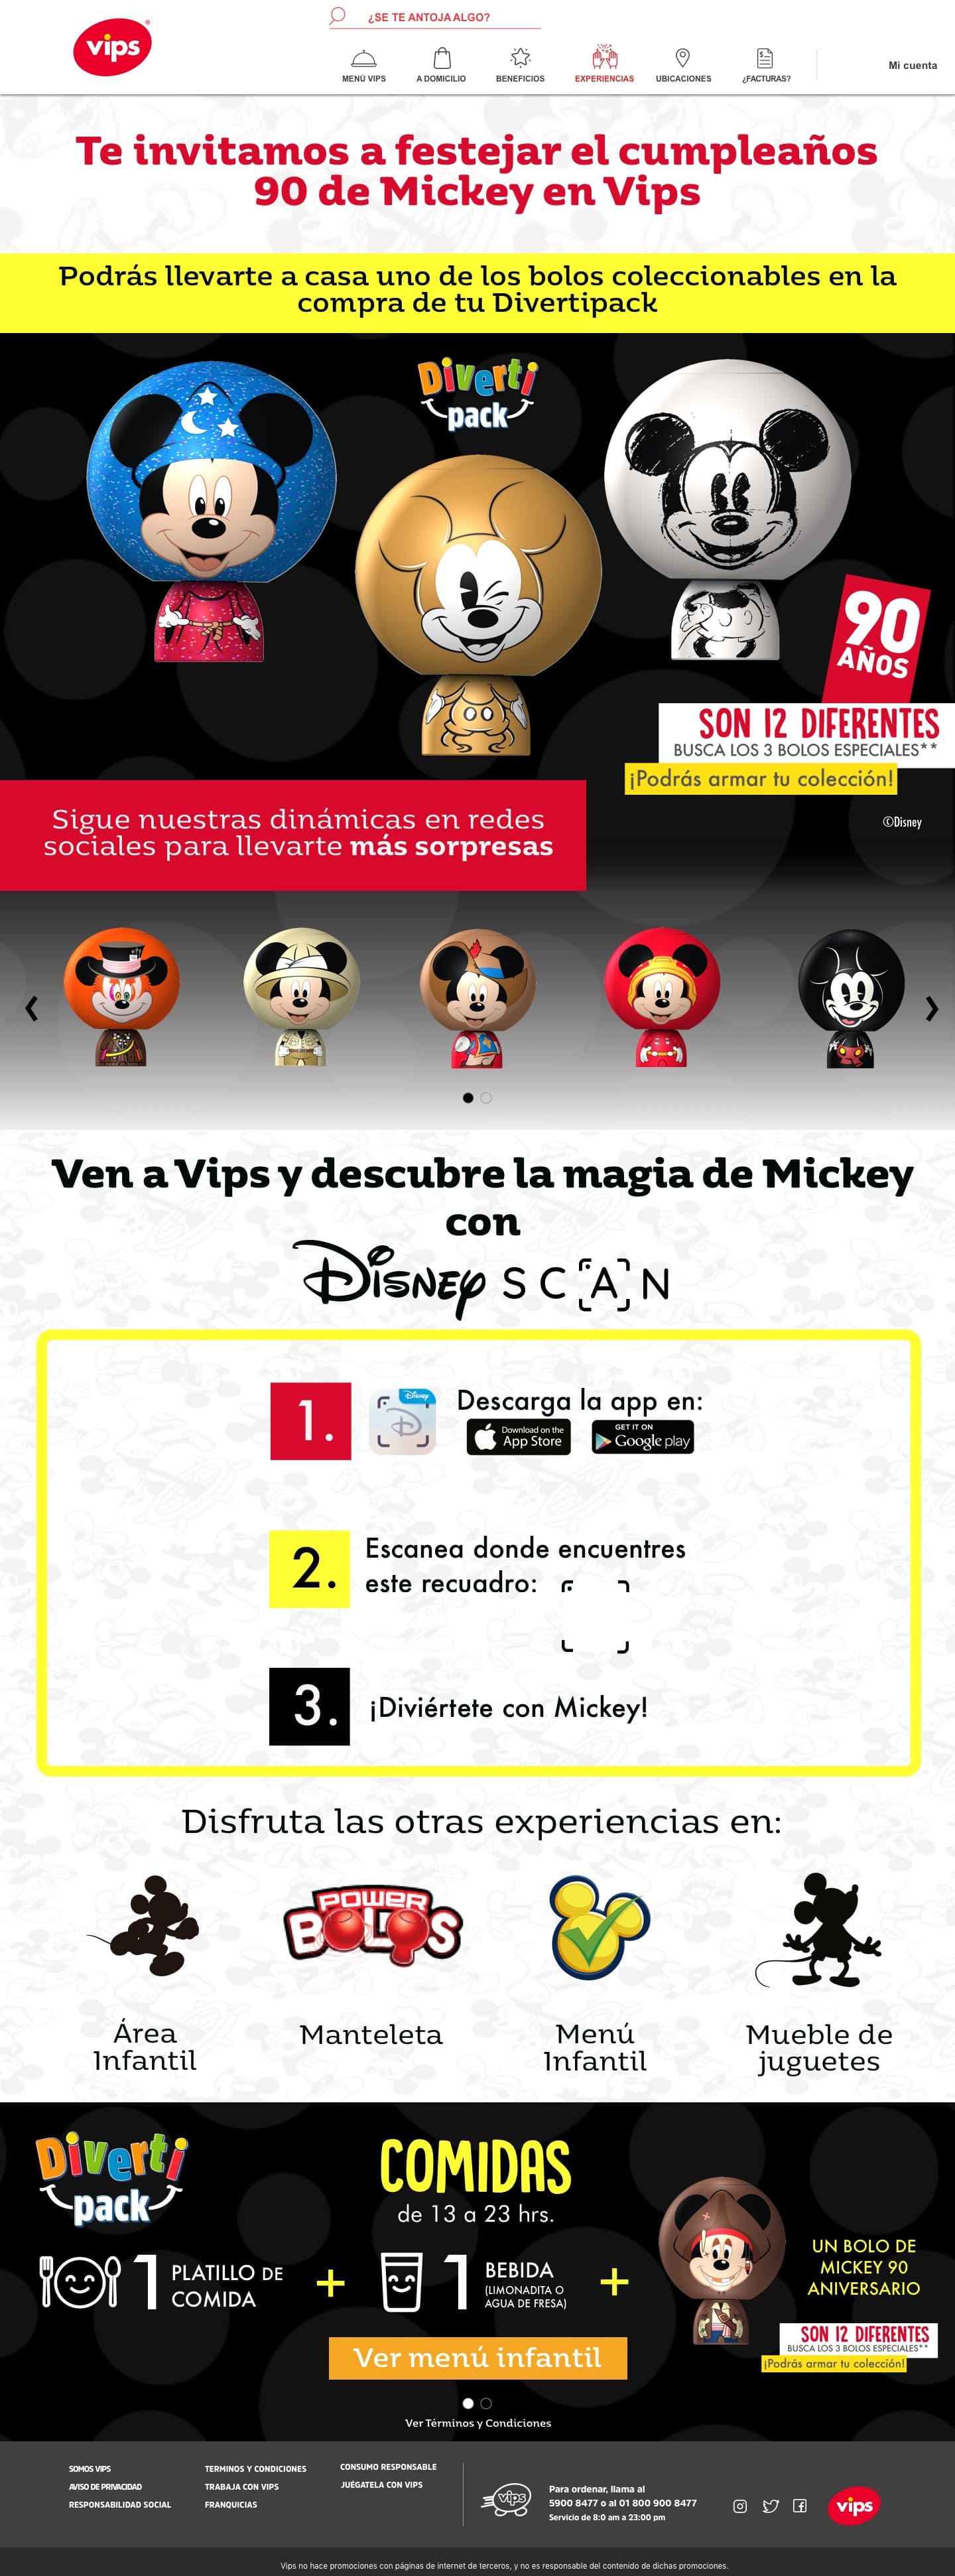 vips
¿SE TE ANTOJA ALGO?
MENÚ VIPS
A DOMICILIO
BENEFICIOS
EXPERIENCIAS
UBICACIONES
¿FACTURAS?
Mi cuenta
Te invitamos a festejar el cumpleaños
90 de Mickey en Vips
Podrás llevarte a casa uno de los bolos coleccionables en la
compra de tu Divertipack
Diverti
pack
90
AÑOS
SON 12 DIFERENTES
BUSCA LOS 3 BOLOS ESPECIALES**
¡Podrás armar tu colección!
©Disney
Sigue nuestras dinámicas en redes
sociales para llevarte más sorpresas
Ven a Vips y descubre la magia de Mickey
con
Disney SCAN
1.
Disney
D
Descarga la app en:
Download on the
App Store
GET IT ON
Google play
2.
Escanea donde encuentres
este recuadro:
3.
¡Diviértete con Mickey!
Disfruta las otras experiencias en:
POWER
BOLOS
Área
Infantil
Manteleta
Menú
Infantil
Mueble de
juguetes
Diverti
pack
COMIDAS
de 13 a 23 hrs.
1 PLATILLO DE
COMIDA
+
1 BEBIDA
(LIMONADITA O
AGUA DE FRESA)
+
UN BOLO DE
MICKEY 90
ANIVERSARIO
SON 12 DIFERENTES
BUSCA LOS 3 BOLOS ESPECIALES**
¡Podrás armar tu colección!
Ver menú infantil
Ver Términos y Condiciones
SOMOS VIPS
AVISO DE PRIVACIDAD
RESPONSABILIDAD SOCIAL
TERMINOS Y CONDICIONES
TRABAJA CON VIPS
FRANQUICIAS
CONSUMO RESPONSABLE
JUÉGATELA CON VIPS
vips
Para ordenar, llama al
5900 8477 o al 01 800 900 8477
Servicio de 8:0 am a 23:00 pm
vips
Vips no hace promociones con páginas de internet de terceros, y no es responsable del contenido de dichas promociones.